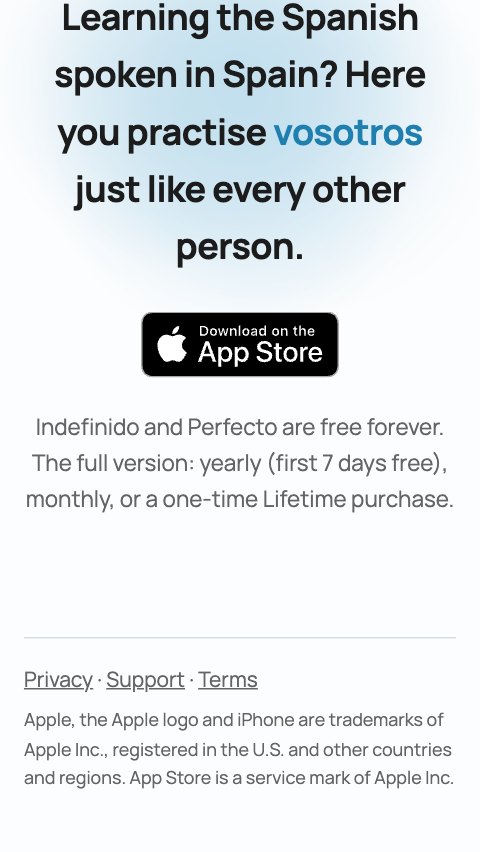 Learning the Spanish
spoken in Spain? Here
you practise vosotros
just like every other
person.
Download on the
App Store
Indefinido and Perfecto are free forever.
The full version: yearly (first 7 days free),
monthly, or a one-time Lifetime purchase.
Privacy · Support · Terms
Apple, the Apple logo and iPhone are trademarks of
Apple Inc., registered in the U.S. and other countries
and regions. App Store is a service mark of Apple Inc.